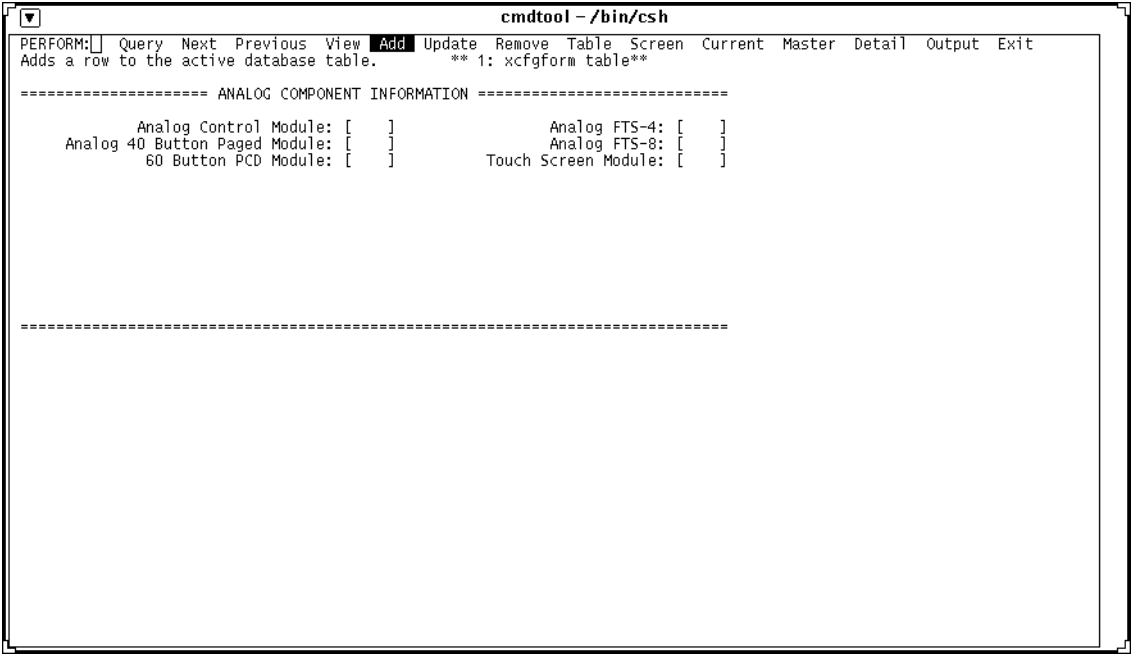 cmdtool – /bin/csh
PERFORM: Query Next Previous View Add Update Remove Table Screen Current Master Detail Output Exit
Adds a row to the active database table. ** 1: xcfgform table**
===================== ANALOG COMPONENT INFORMATION ============================
Analog Control Module: [    ] Analog FTS-4: [    ]
Analog 40 Button Paged Module: [    ] Analog FTS-8: [    ]
60 Button PCD Module: [    ] Touch Screen Module: [    ]
===============================================================================